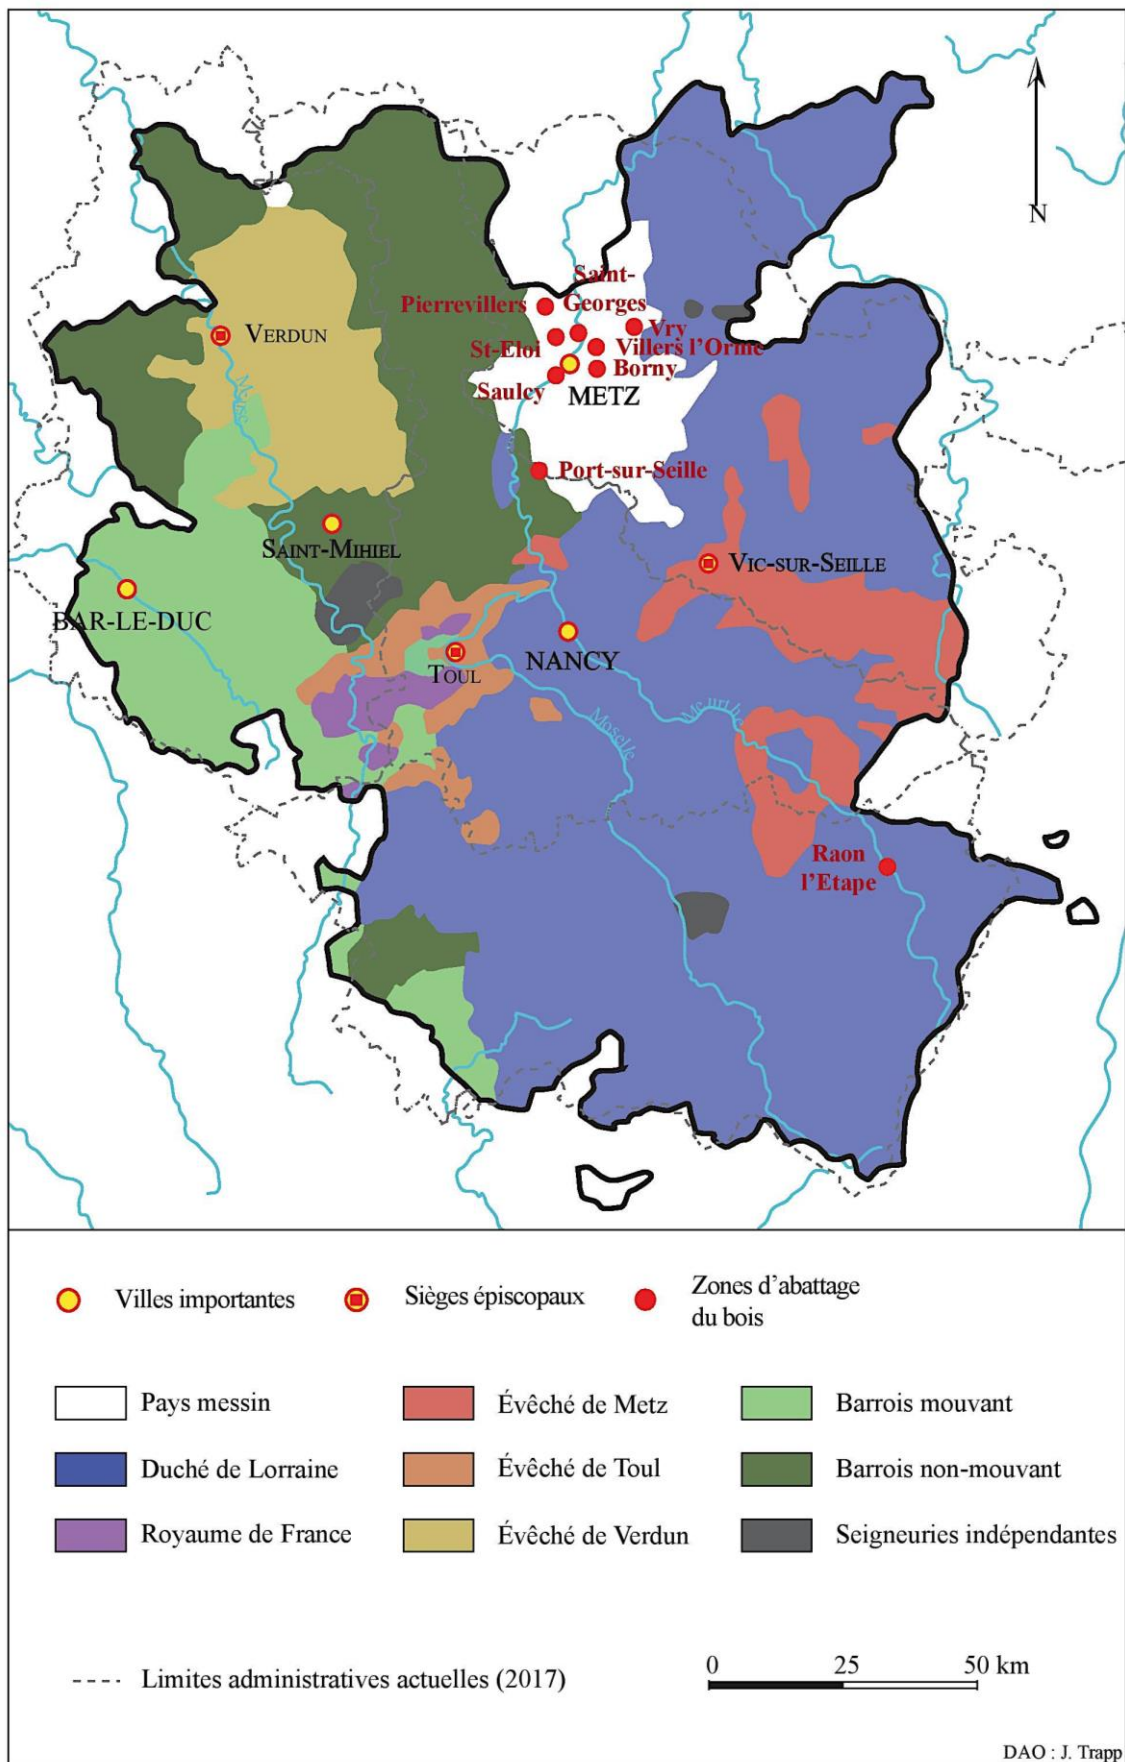 N
Saint-
Georges
Pierrevillers
Vry
St-Eloi
Villers l'Orme
Borny
Saulcy
METZ
VERDUN
Meuse
Port-sur-Seille
SAINT-MIHIEL
VIC-SUR-SEILLE
BAR-LE-DUC
TOUL
NANCY
Moselle
Meurthe
Raon
l'Etape
Villes importantes
Sièges épiscopaux
Zones d'abattage
du bois
Pays messin
Évêché de Metz
Barrois mouvant
Duché de Lorraine
Évêché de Toul
Barrois non-mouvant
Royaume de France
Évêché de Verdun
Seigneuries indépendantes
Limites administratives actuelles (2017)
0 25 50 km
DAO : J. Trapp